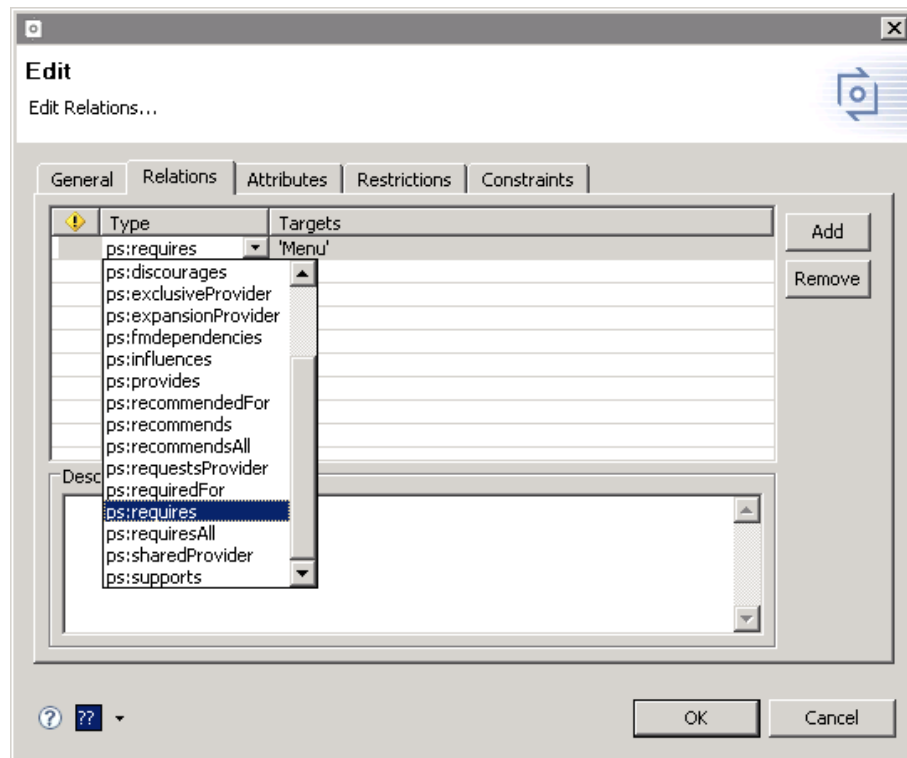 Edit
Edit Relations...
General Relations Attributes Restrictions Constraints
Type Targets
ps:requires 'Menu'
Add
Remove
ps:discourages
ps:exclusiveProvider
ps:expansionProvider
ps:fmdependencies
ps:influences
ps:provides
ps:recommendedFor
ps:recommends
ps:recommendsAll
ps:requestsProvider
ps:requiredFor
ps:requires
ps:requiresAll
ps:sharedProvider
ps:supports
Desc
? ??
OK Cancel